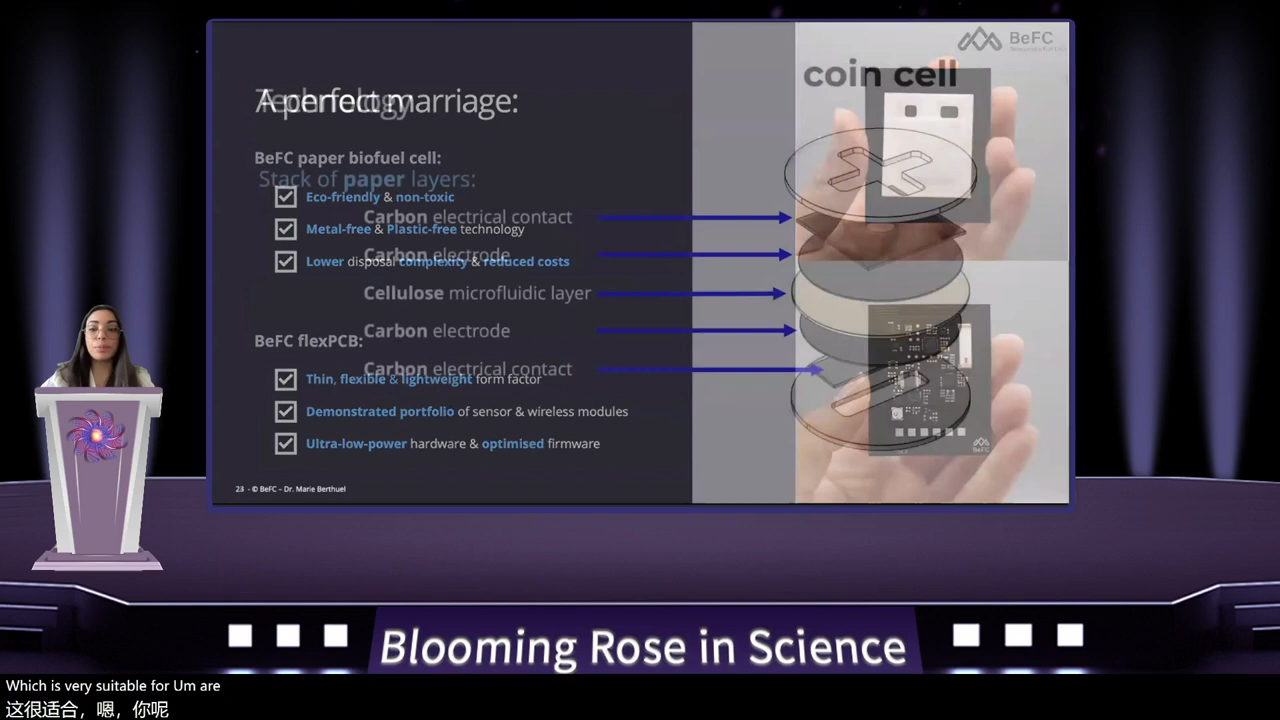 BeFC
coin cell
A perfect marriage:
Technology
BeFC paper biofuel cell:
Stack of paper layers:
Eco-friendly & non-toxic
Carbon electrical contact
Metal-free & Plastic-free technology
Carbon electrode
Lower disposal complexity & reduced costs
Cellulose microfluidic layer
Carbon electrode
BeFC flexPCB:
Carbon electrical contact
Thin, flexible & lightweight form factor
Demonstrated portfolio of sensor & wireless modules
Ultra-low-power hardware & optimised firmware
BeFC
- © BeFC – Dr. Marie Berthuel
Blooming Rose in Science
Which is very suitable for Um are
这很适合，嗯，你呢